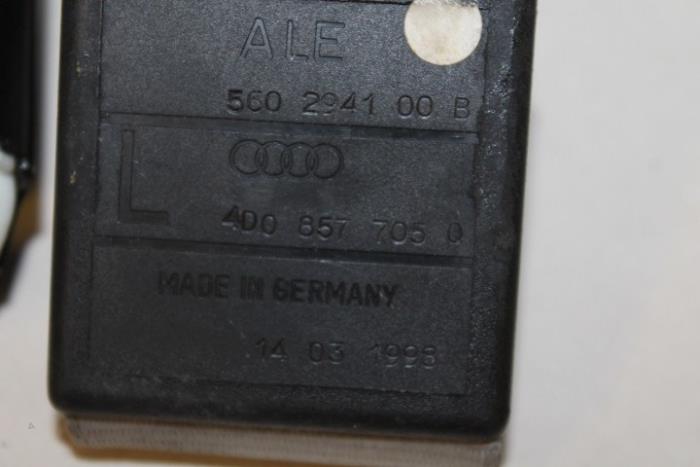 ALE
560 2941 00 B
L
4D0 857 705 Q
MADE IN GERMANY
14 03 1998